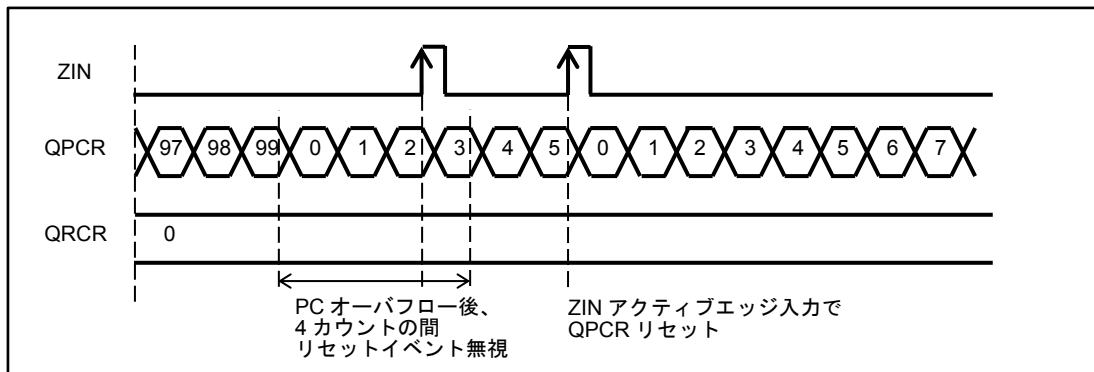 ZIN
QPCR 97 98 99 0 1 2 3 4 5 0 1 2 3 4 5 6 7
QRCR 0
PC オーバフロー後、
4 カウントの間
リセットイベント無視
ZIN アクティブエッジ入力で
QPCR リセット